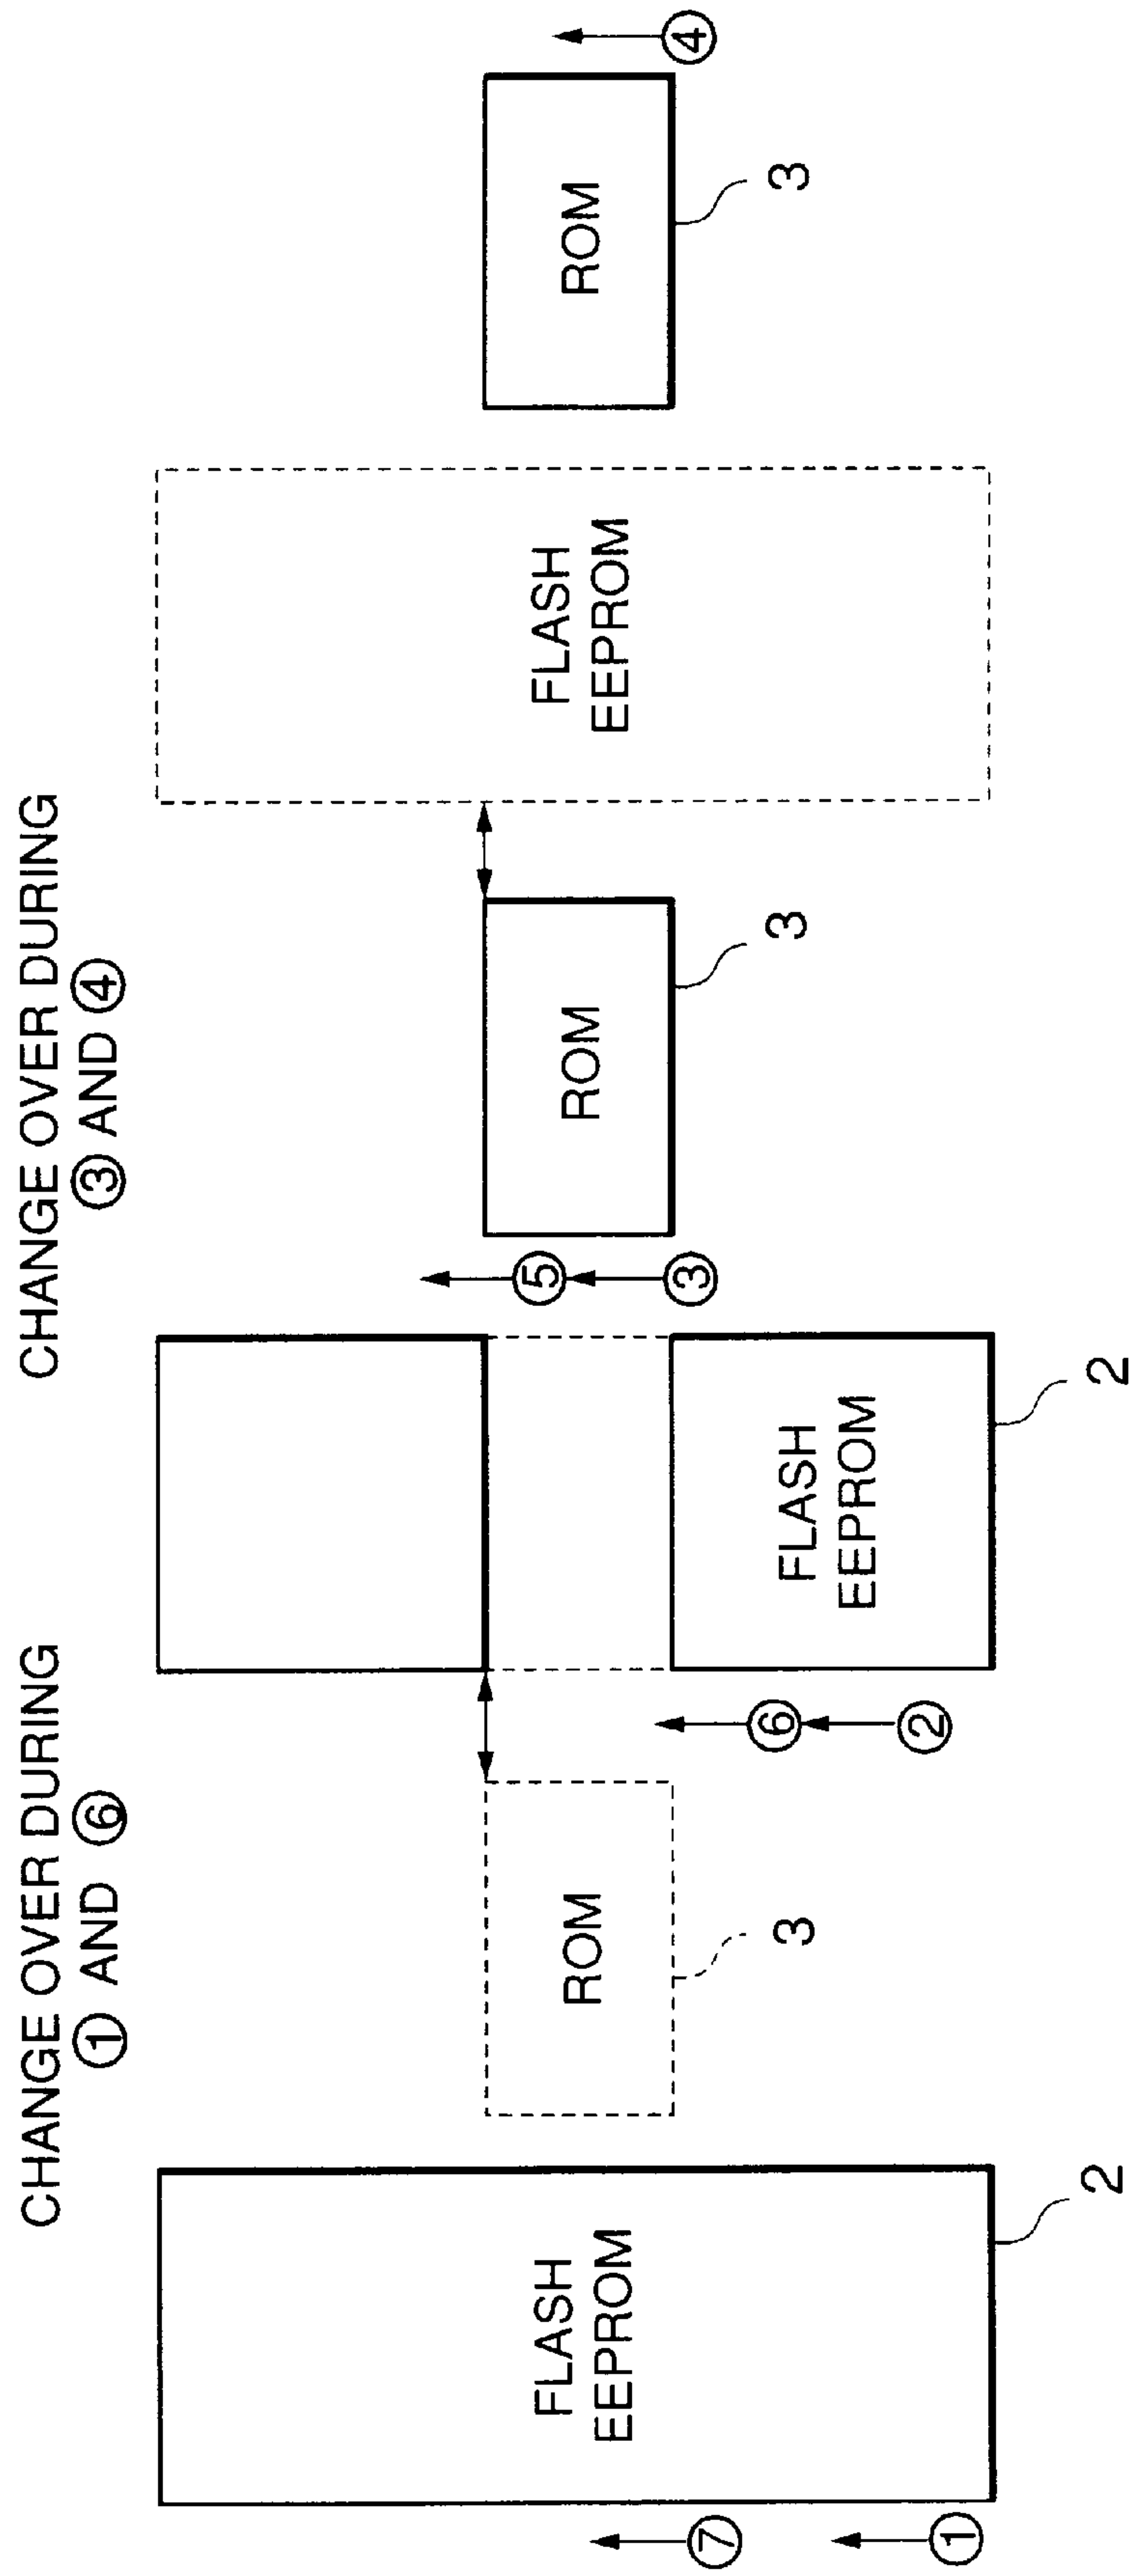 CHANGE OVER DURING
① AND ⑥
CHANGE OVER DURING
③ AND ④
⑦
①
FLASH
EEPROM
2
ROM
3
⑥
②
FLASH
EEPROM
2
⑤
③
ROM
3
FLASH
EEPROM
ROM
3
④